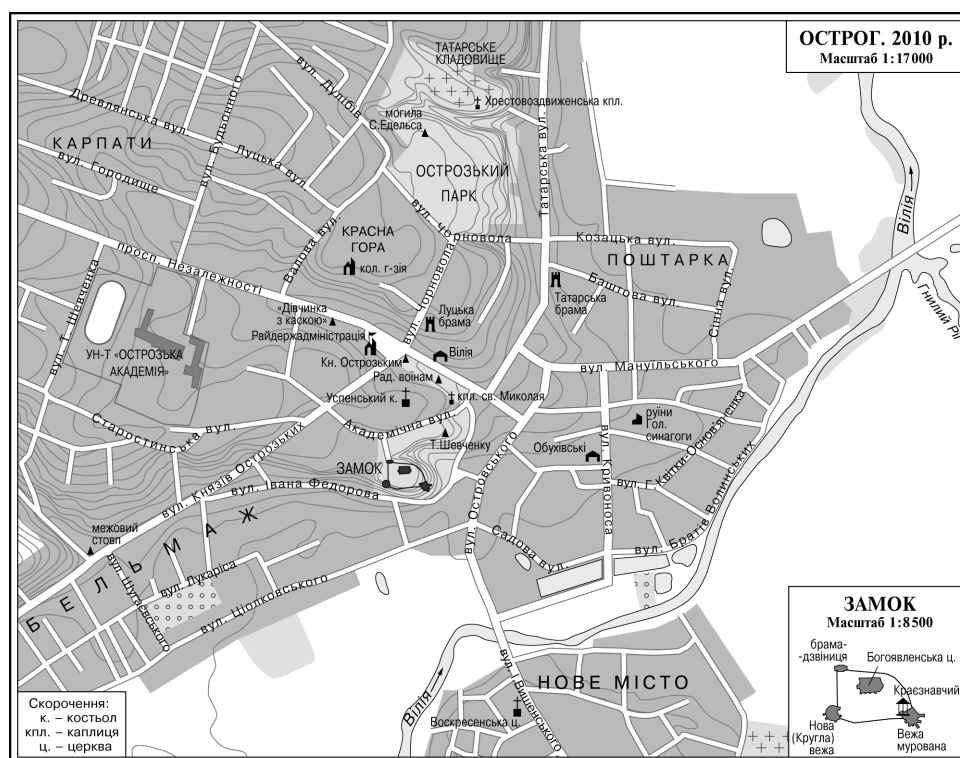 ОСТРОГ. 2010 р.
Масштаб 1:17000
ТАТАРСЬКЕ
КЛАДОВИЩЕ
Хрестовоздвиженська кпл.
могила
С.Едельса
ОСТРОЗЬКИЙ
ПАРК
вул. Дулібів
Древлянська вул.
вул. Будьонного
КАРПАТИ
Луцька вул.
вул. Городище
Татарська вул.
Вілія
Гнилий Ріг
вул. Чорновола
КРАСНА
ГОРА
кол. г-зія
Валова вул.
просп. Незалежності
вул. Чорновола
Козацька вул.
ПОШТАРКА
Баштова вул.
Сінна вул.
Татарська
брама
Луцька
брама
«Дівчинка
з каскою»
Райдержадміністрація
Вілія
Кн. Острозьким
Рад. воїнам
Успенський к.
кпл. св. Миколая
вул. Т. Шевченка
УН-Т «ОСТРОЗЬКА
АКАДЕМІЯ»
вул. Мануїльського
руїни
Гол.
синагоги
Обухівські
вул. Г. Квітки-Основ'яненка
Старостинська вул.
Академічна вул.
Т.Шевченку
ЗАМОК
вул. Князів Острозьких
вул. Івана Федорова
вул. Островського
вул. Кривоноса
вул. Братів Волинських
Садова вул.
межовий
стовп
БЕЛЬМАЖ
вул. Щугаєвського
вул. Лукаріса
вул. Ціолковського
НОВЕ МІСТО
Вілія
вул. І. Вишенського
Воскресенська ц.
Скорочення:
к. – костьол
кпл. – каплиця
ц. – церква
ЗАМОК
Масштаб 1:8500
брама-
-дзвіниця
Богоявленська ц.
Краєзнавчий
Нова
(Кругла)
вежа
Вежа
мурована